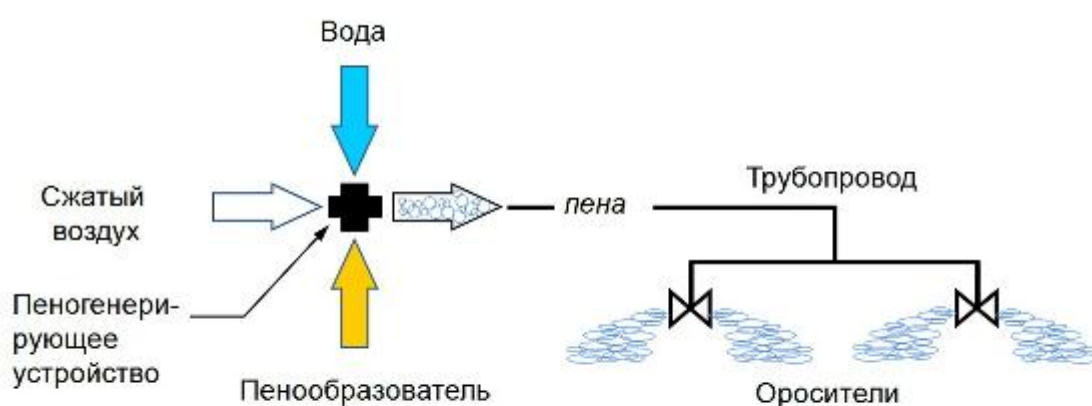 Вода
Сжатый
воздух
пена
Трубопровод
Пеногенери-
рующее
устройство
Пенообразователь
Оросители